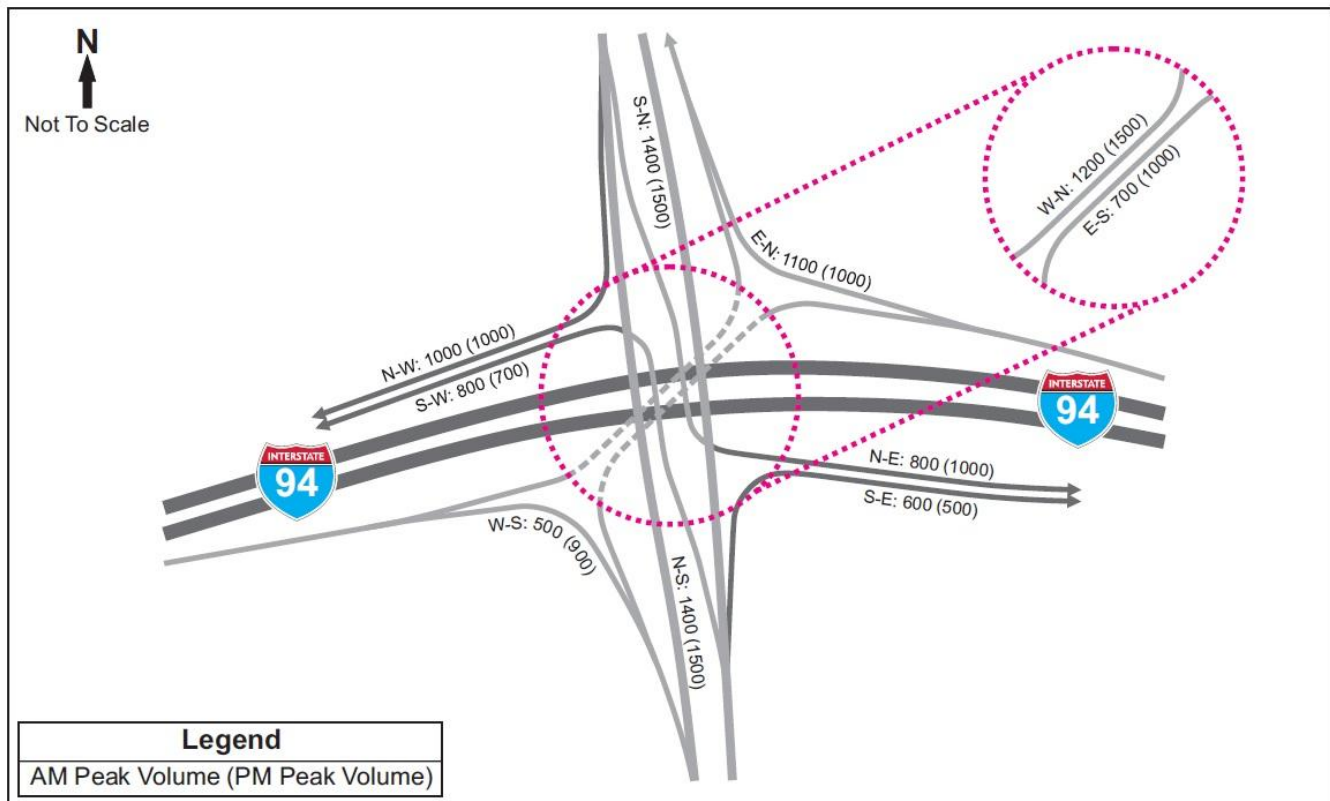 N
Not To Scale
S-N: 1400 (1500)
W-N: 1200 (1500)
E-S: 700 (1000)
E-N: 1100 (1000)
N-W: 1000 (1000)
S-W: 800 (700)
INTERSTATE
94
INTERSTATE
94
N-E: 800 (1000)
S-E: 600 (500)
W-S: 500 (900)
N-S: 1400 (1500)
Legend
AM Peak Volume (PM Peak Volume)